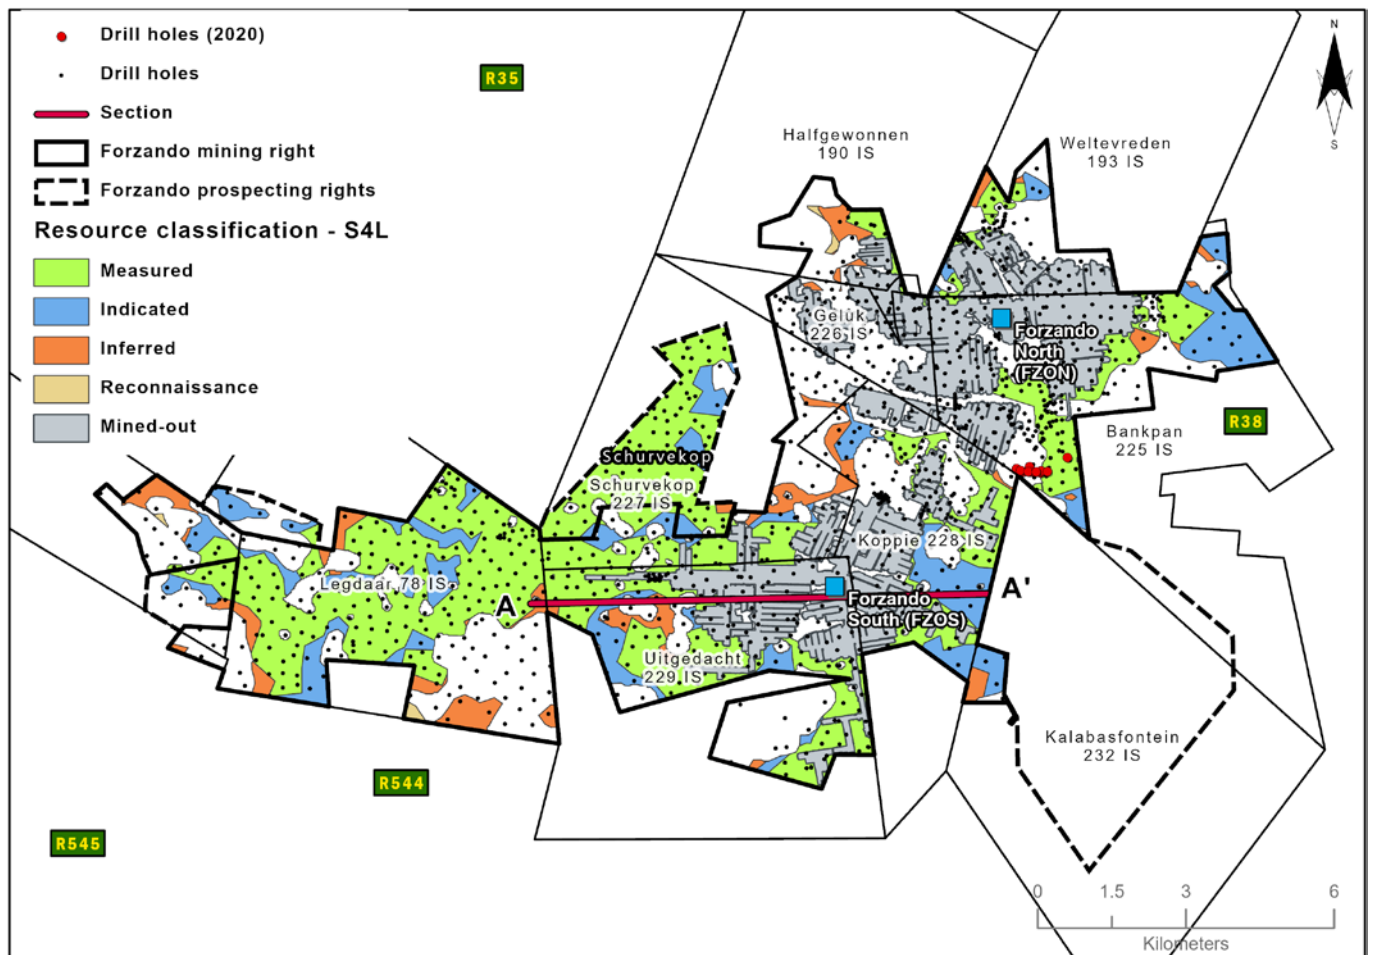 Drill holes (2020)
Drill holes
Section
Forzando mining right
Forzando prospecting rights
Resource classification - S4L
Measured
Indicated
Inferred
Reconnaissance
Mined-out
R35
N
S
Halfgewonnen
190 IS
Weltevreden
193 IS
Geluk
226 IS
Forzando
North
(FZON)
R38
Bankpan
225 IS
Schurvekop
Schurvekop
227 IS
Koppie 228 IS
Legdaar 78 IS
A
A'
Forzando
South (FZOS)
Uitgedacht
229 IS
Kalabasfontein
232 IS
R544
R545
0 1.5 3 6
Kilometers